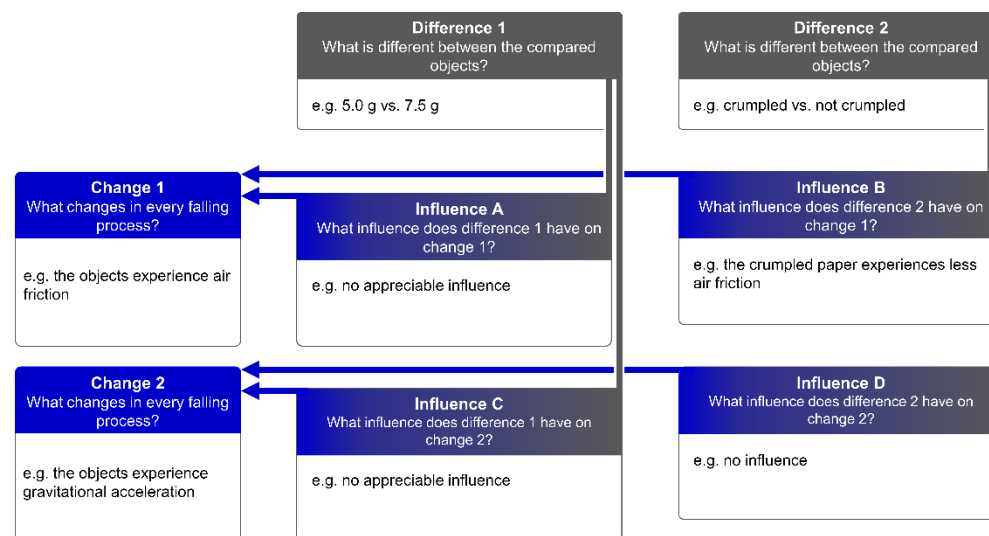 Difference 1
What is different between the compared
objects?
e.g. 5.0 g vs. 7.5 g
Difference 2
What is different between the compared
objects?
e.g. crumpled vs. not crumpled
Change 1
What changes in every falling
process?
e.g. the objects experience air
friction
Influence A
What influence does difference 1 have on
change 1?
e.g. no appreciable influence
Influence B
What influence does difference 2 have on
change 1?
e.g. the crumpled paper experiences less
air friction
Change 2
What changes in every falling
process?
e.g. the objects experience
gravitational acceleration
Influence C
What influence does difference 1 have on
change 2?
e.g. no appreciable influence
Influence D
What influence does difference 2 have on
change 2?
e.g. no influence